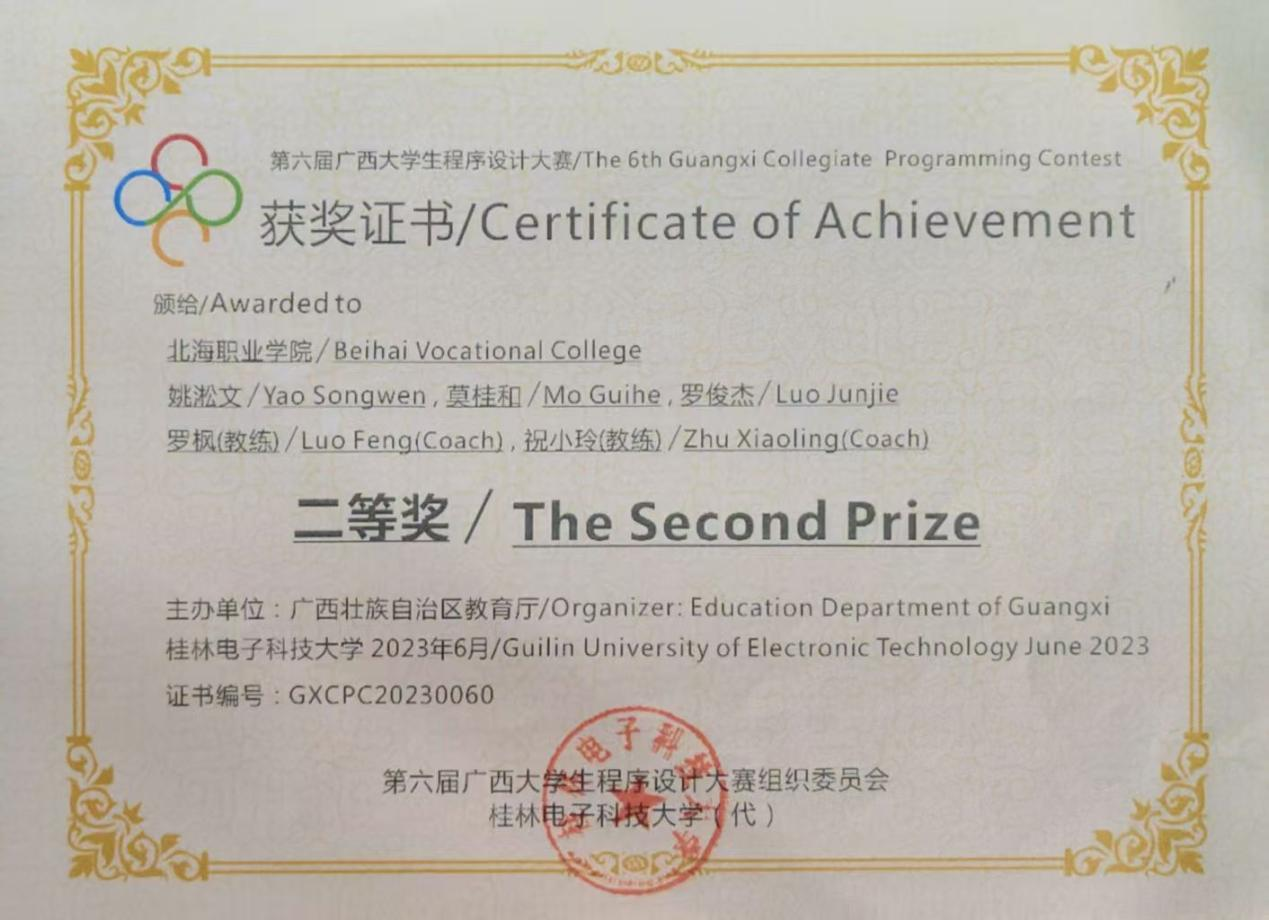 第六届广西大学生程序设计大赛/The 6th Guangxi Collegiate Programming Contest
获奖证书/Certificate of Achievement
颁给/Awarded to
北海职业学院/Beihai Vocational College
姚淞文/Yao Songwen,莫桂和/Mo Guihe,罗俊杰/Luo Junjie
罗枫(教练)/Luo Feng(Coach),祝小玲(教练)/Zhu Xiaoling(Coach)
二等奖/The Second Prize
主办单位：广西壮族自治区教育厅/Organizer: Education Department of Guangxi
桂林电子科技大学 2023年6月/Guilin University of Electronic Technology June 2023
证书编号：GXCPC20230060
第六届广西大学生程序设计大赛组织委员会
桂林电子科技大学（代）
电子科